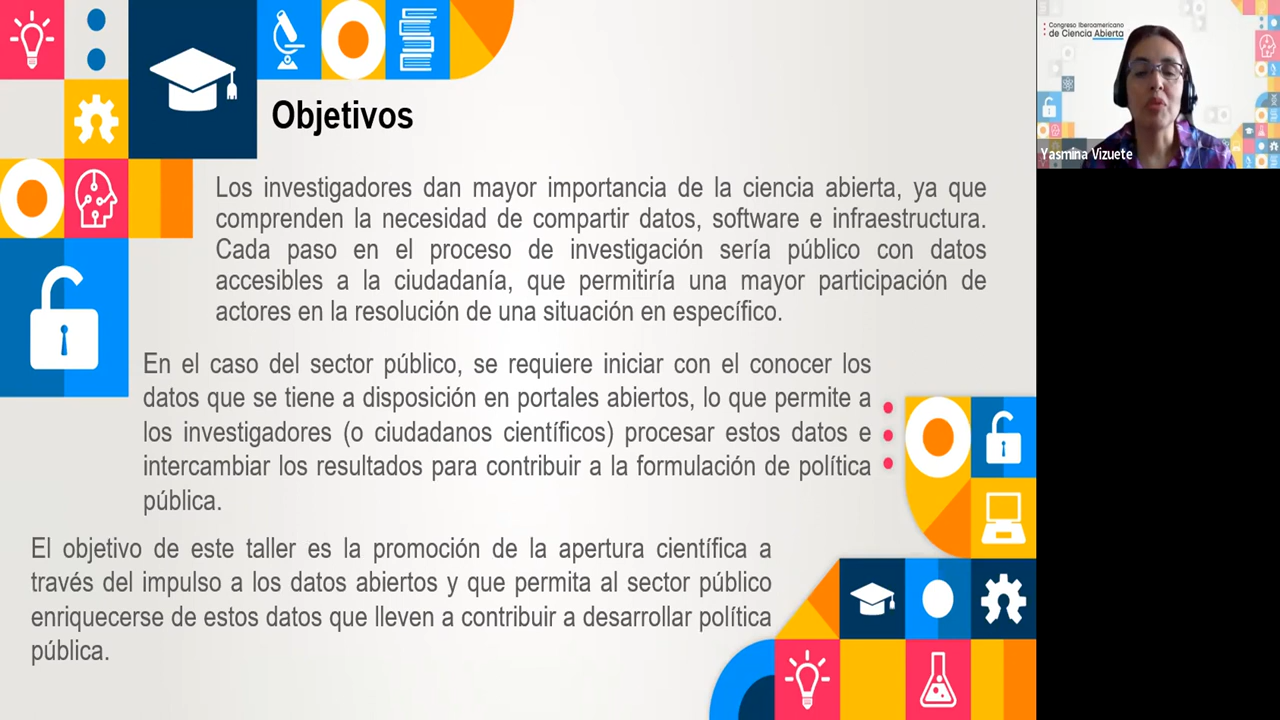 Objetivos
Los investigadores dan mayor importancia de la ciencia abierta, ya que
comprenden la necesidad de compartir datos, software e infraestructura.
Cada paso en el proceso de investigación sería público con datos
accesibles a la ciudadanía, que permitiría una mayor participación de
actores en la resolución de una situación en específico.
En el caso del sector público, se requiere iniciar con el conocer los
datos que se tiene a disposición en portales abiertos, lo que permite a
los investigadores (o ciudadanos científicos) procesar estos datos e
intercambiar los resultados para contribuir a la formulación de política
pública.
El objetivo de este taller es la promoción de la apertura científica a
través del impulso a los datos abiertos y que permita al sector público
enriquecerse de estos datos que lleven a contribuir a desarrollar política
pública.
Congreso Iberoamericano
de Ciencia Abierta
Yasmina Vizuete